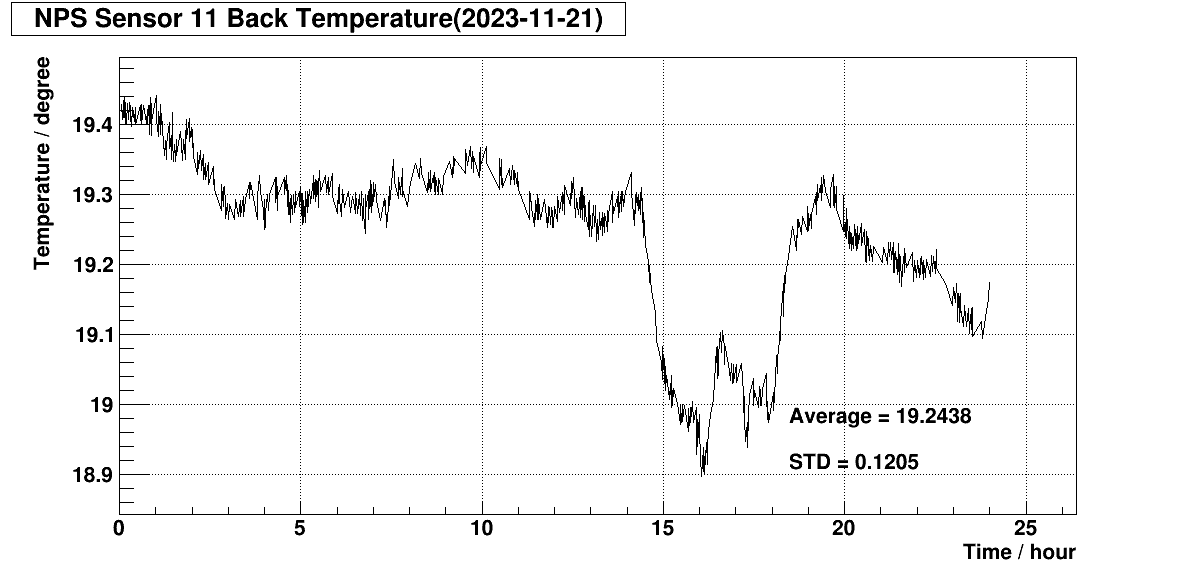 NPS Sensor 11 Back Temperature(2023-11-21)
Temperature / degree
19.4
19.3
19.2
19.1
19
18.9
Average = 19.2438
STD = 0.1205
0 5 10 15 20 25
Time / hour